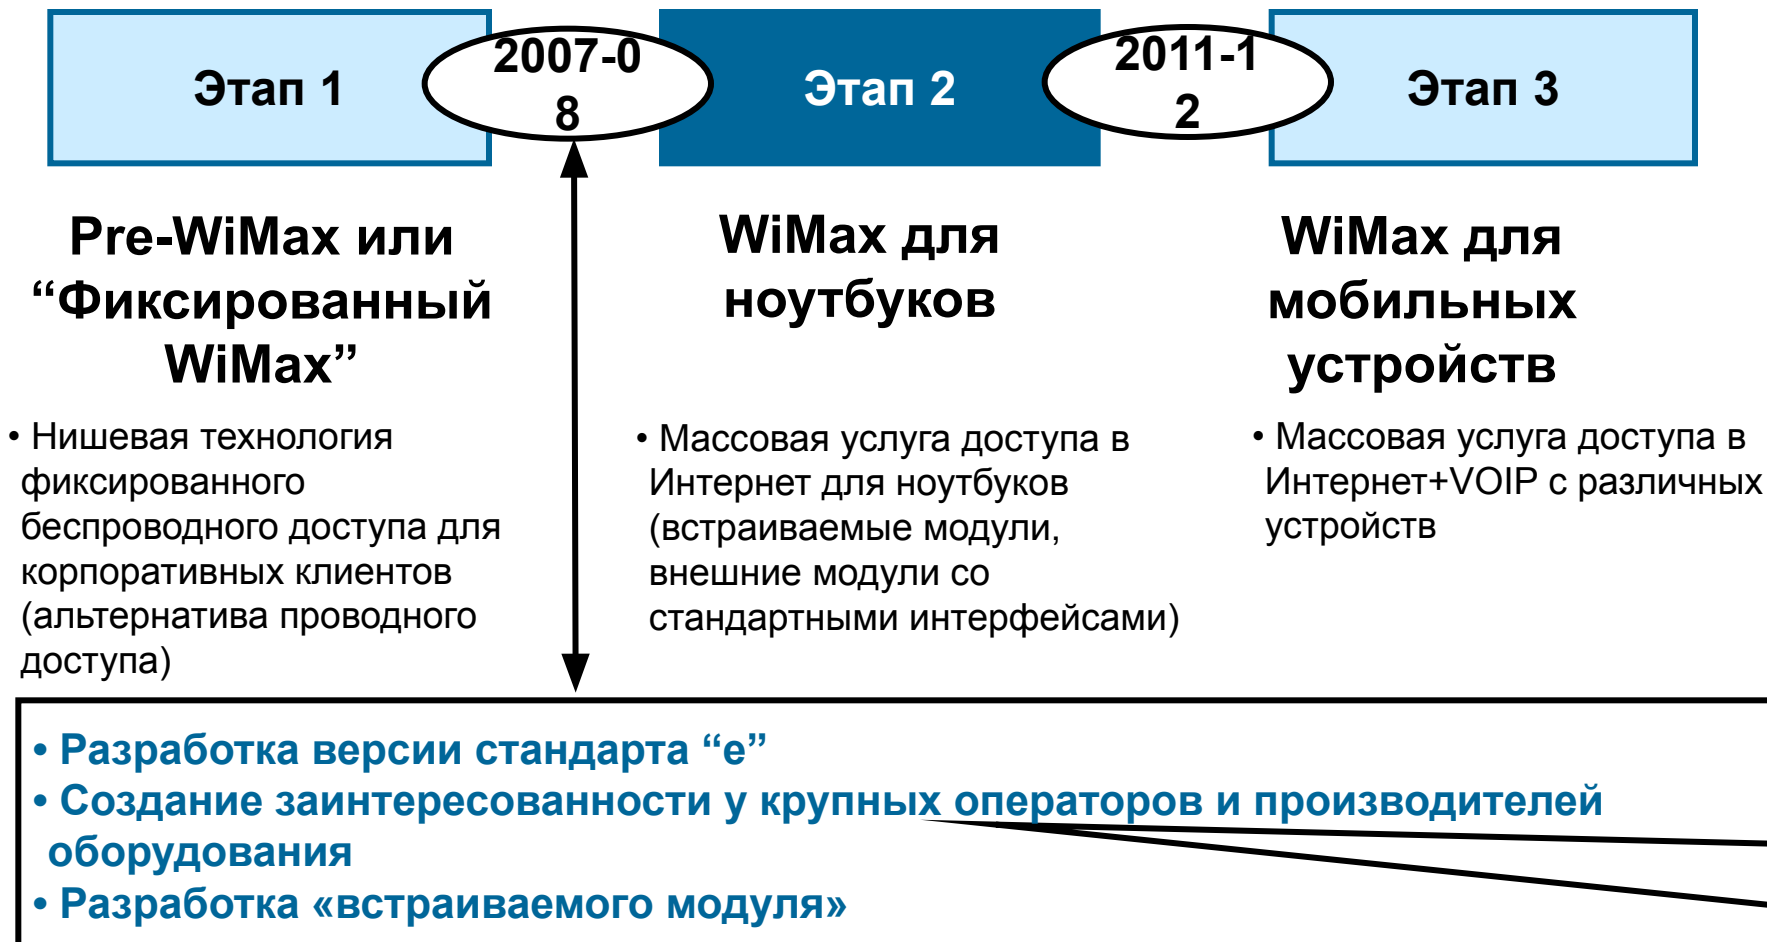 Этап 1
2007-0
8
Этап 2
2011-1
2
Этап 3
Pre-WiMax или
“Фиксированный
WiMax”
• Нишевая технология
фиксированного
беспроводного доступа для
корпоративных клиентов
(альтернатива проводного
доступа)
WiMax для
ноутбуков
• Массовая услуга доступа в
Интернет для ноутбуков
(встраиваемые модули,
внешние модули со
стандартными интерфейсами)
WiMax для
мобильных
устройств
• Массовая услуга доступа в
Интернет+VOIP с различных
устройств
• Разработка версии стандарта “е”
• Создание заинтересованности у крупных операторов и производителей
оборудования
• Разработка «встраиваемого модуля»